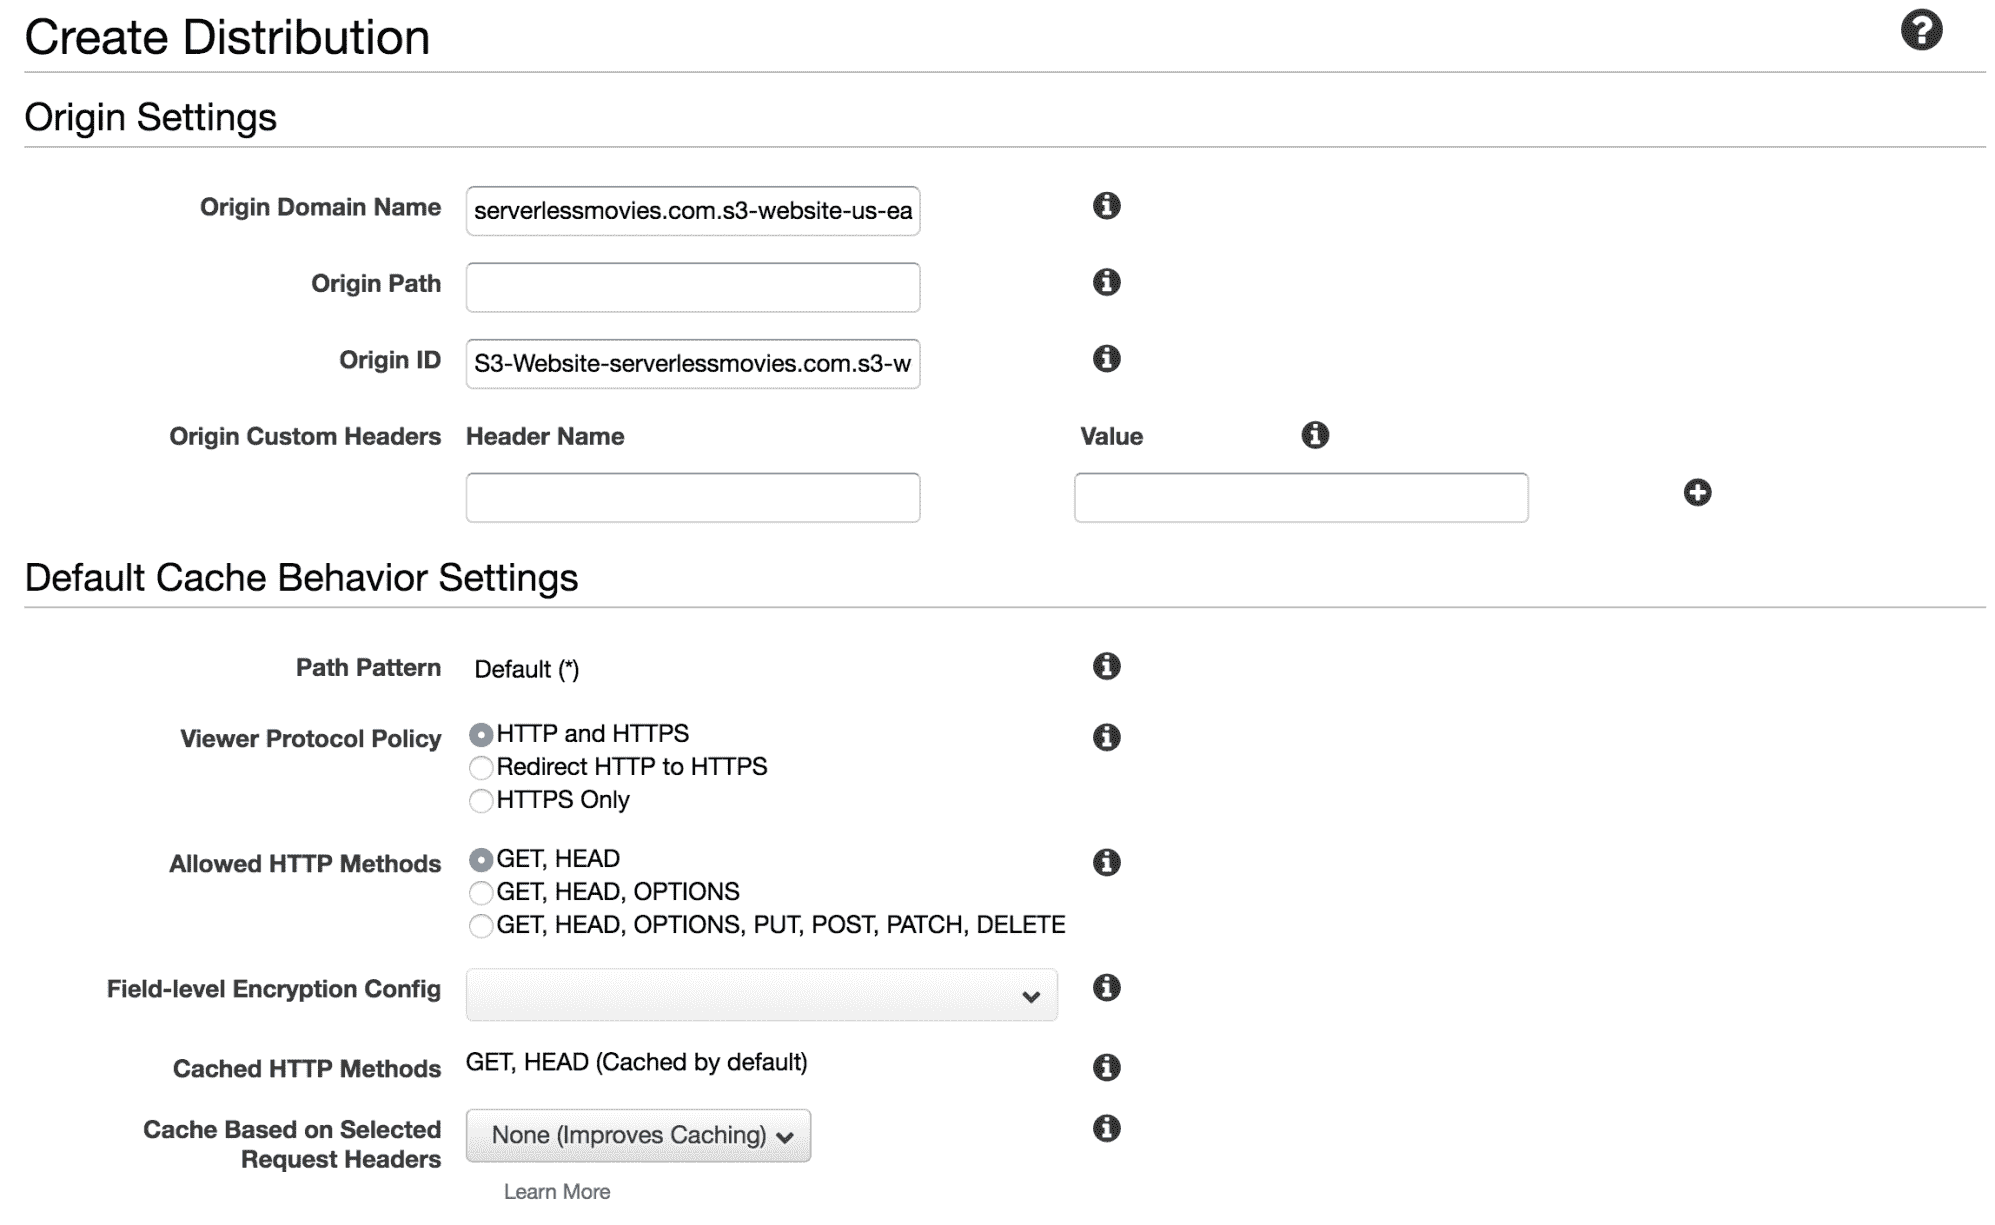 Create Distribution
Origin Settings
Origin Domain Name
serverlessmovies.com.s3-website-us-ea
Origin Path
Origin ID
S3-Website-serverlessmovies.com.s3-w
Origin Custom Headers Header Name Value
Default Cache Behavior Settings
Path Pattern Default (*)
Viewer Protocol Policy
HTTP and HTTPS
Redirect HTTP to HTTPS
HTTPS Only
Allowed HTTP Methods
GET, HEAD
GET, HEAD, OPTIONS
GET, HEAD, OPTIONS, PUT, POST, PATCH, DELETE
Field-level Encryption Config
Cached HTTP Methods GET, HEAD (Cached by default)
Cache Based on Selected
Request Headers
None (Improves Caching)
Learn More